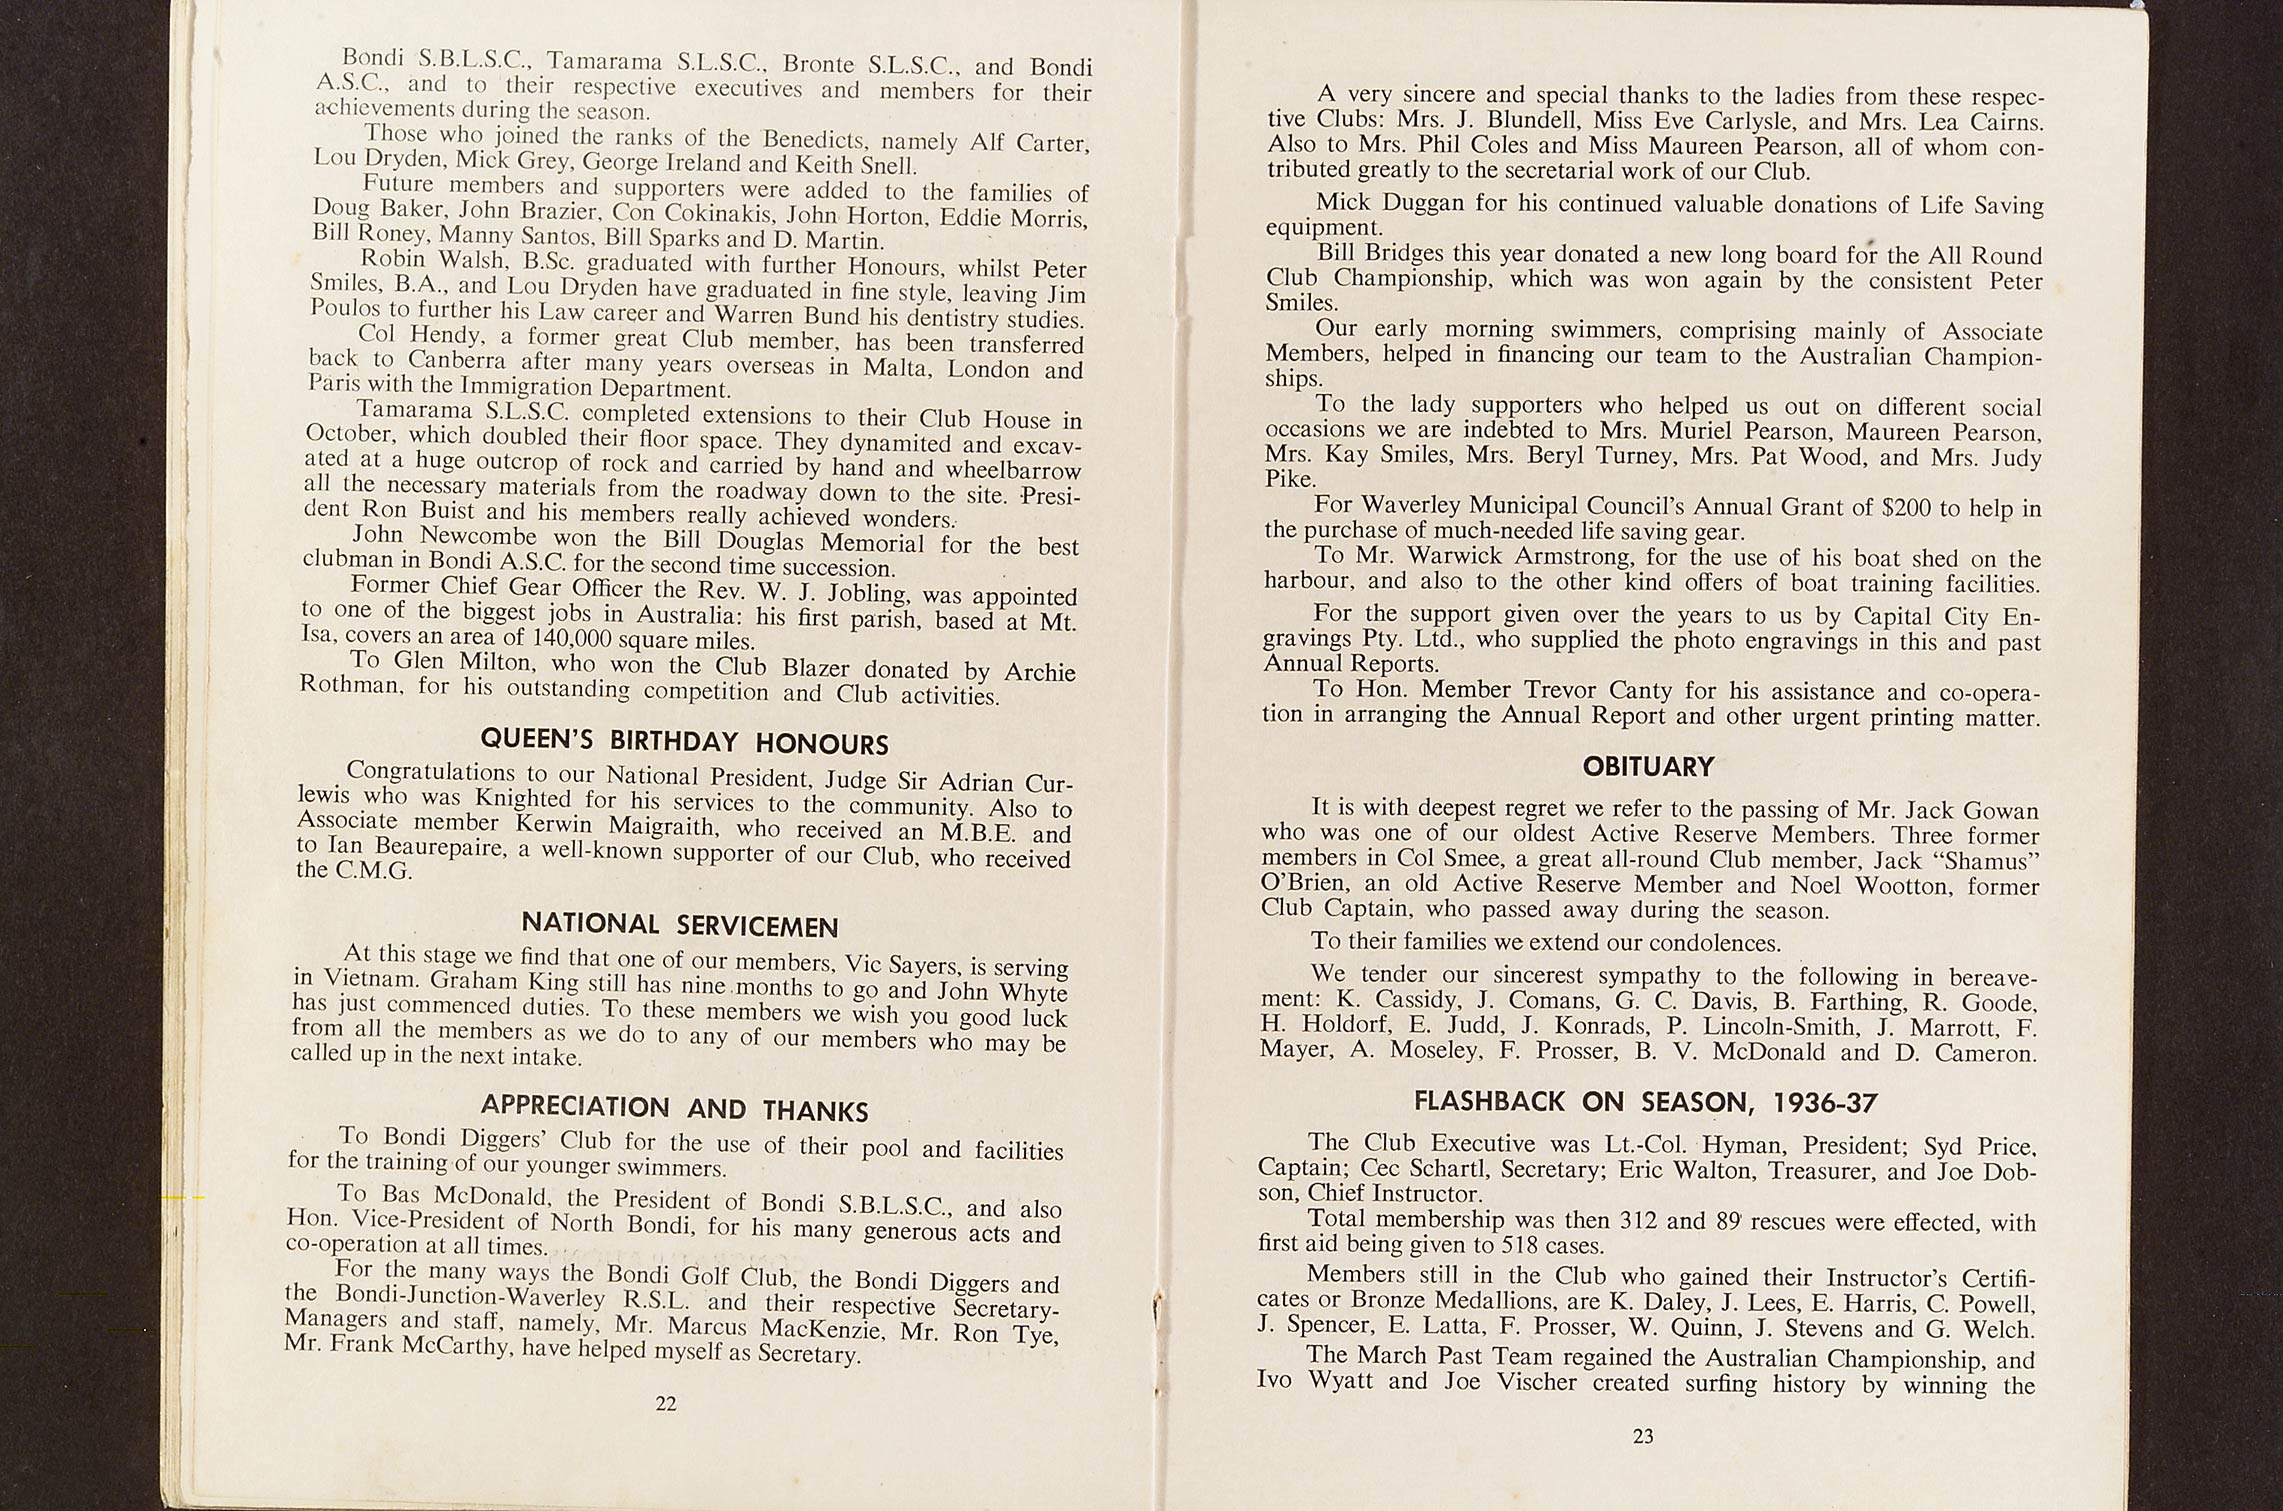 Bondi S.B.L.S.C., Tamarama S.L.S.C., Bronte S.L.S.C., and Bondi
A.S.C., and to their respective executives and members for their
achievements during the season.
Those who joined the ranks of the Benedicts, namely Alf Carter,
Lou Dryden, Mick Grey, George Ireland and Keith Snell.
Future members and supporters were added to the families of
Doug Baker, John Brazier, Con Cokinakis, John Horton, Eddie Morris,
Bill Roney, Manny Santos, Bill Sparks and D. Martin.
Robin Walsh, B.Sc. graduated with further Honours, whilst Peter
Smiles, B.A., and Lou Dryden have graduated in fine style, leaving Jim
Poulos to further his Law career and Warren Bund his dentistry studies.
Col Hendy, a former great Club member, has been transferred
back to Canberra after many years overseas in Malta, London and
Paris with the Immigration Department.
Tamarama S.L.S.C. completed extensions to their Club House in
October, which doubled their floor space. They dynamited and excav-
ated at a huge outcrop of rock and carried by hand and wheelbarrow
all the necessary materials from the roadway down to the site. Presi-
dent Ron Buist and his members really achieved wonders.
John Newcombe won the Bill Douglas Memorial for the best
clubman in Bondi A.S.C. for the second time succession.
Former Chief Gear Officer the Rev. W. J. Jobling, was appointed
to one of the biggest jobs in Australia: his first parish, based at Mt.
Isa, covers an area of 140,000 square miles.
To Glen Milton, who won the Club Blazer donated by Archie
Rothman, for his outstanding competition and Club activities.
QUEEN'S BIRTHDAY HONOURS
Congratulations to our National President, Judge Sir Adrian Cur-
lewis who was Knighted for his services to the community. Also to
Associate member Kerwin Maigraith, who received an M.B.E. and
to Ian Beaurepaire, a well-known supporter of our Club, who received
the C.M.G.
NATIONAL SERVICEMEN
At this stage we find that one of our members, Vic Sayers, is serving
in Vietnam. Graham King still has nine months to go and John Whyte
has just commenced duties. To these members we wish you good luck
from all the members as we do to any of our members who may be
called up in the next intake.
APPRECIATION AND THANKS
To Bondi Diggers' Club for the use of their pool and facilities
for the training of our younger swimmers.
To Bas McDonald, the President of Bondi S.B.L.S.C., and also
Hon. Vice-President of North Bondi, for his many generous acts and
co-operation at all times.
For the many ways the Bondi Golf Club, the Bondi Diggers and
the Bondi-Junction-Waverley R.S.L. and their respective Secretary-
Managers and staff, namely, Mr. Marcus MacKenzie, Mr. Ron Tye,
Mr. Frank McCarthy, have helped myself as Secretary.
22
A very sincere and special thanks to the ladies from these respec-
tive Clubs: Mrs. J. Blundell, Miss Eve Carlysle, and Mrs. Lea Cairns.
Also to Mrs. Phil Coles and Miss Maureen Pearson, all of whom con-
tributed greatly to the secretarial work of our Club.
Mick Duggan for his continued valuable donations of Life Saving
equipment.
Bill Bridges this year donated a new long board for the All Round
Club Championship, which was won again by the consistent Peter
Smiles.
Our early morning swimmers, comprising mainly of Associate
Members, helped in financing our team to the Australian Champion-
ships.
To the lady supporters who helped us out on different social
occasions we are indebted to Mrs. Muriel Pearson, Maureen Pearson,
Mrs. Kay Smiles, Mrs. Beryl Turney, Mrs. Pat Wood, and Mrs. Judy
Pike.
For Waverley Municipal Council's Annual Grant of $200 to help in
the purchase of much-needed life saving gear.
To Mr. Warwick Armstrong, for the use of his boat shed on the
harbour, and also to the other kind offers of boat training facilities.
For the support given over the years to us by Capital City En-
gravings Pty. Ltd., who supplied the photo engravings in this and past
Annual Reports.
To Hon. Member Trevor Canty for his assistance and co-opera-
tion in arranging the Annual Report and other urgent printing matter.
OBITUARY
It is with deepest regret we refer to the passing of Mr. Jack Gowan
who was one of our oldest Active Reserve Members. Three former
members in Col Smee, a great all-round Club member, Jack "Shamus"
O'Brien, an old Active Reserve Member and Noel Wootton, former
Club Captain, who passed away during the season.
To their families we extend our condolences.
We tender our sincerest sympathy to the following in bereave-
ment: K. Cassidy, J. Comans, G. C. Davis, B. Farthing, R. Goode,
H. Holdorf, E. Judd, J. Konrads, P. Lincoln-Smith, J. Marrott, F.
Mayer, A. Moseley, F. Prosser, B. V. McDonald and D. Cameron.
FLASHBACK ON SEASON, 1936-37
The Club Executive was Lt.-Col. Hyman, President; Syd Price,
Captain; Cec Schartl, Secretary; Eric Walton, Treasurer, and Joe Dob-
son, Chief Instructor.
Total membership was then 312 and 89 rescues were effected, with
first aid being given to 518 cases.
Members still in the Club who gained their Instructor's Certifi-
cates or Bronze Medallions, are K. Daley, J. Lees, E. Harris, C. Powell,
J. Spencer, E. Latta, F. Prosser, W. Quinn, J. Stevens and G. Welch.
The March Past Team regained the Australian Championship, and
Ivo Wyatt and Joe Vischer created surfing history by winning the
23